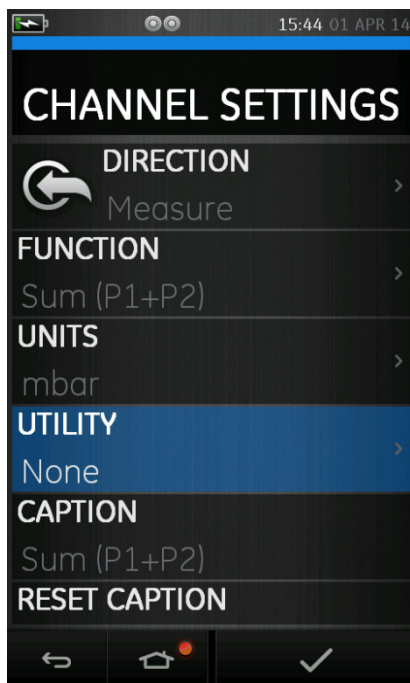 15:44 01 APR 14
CHANNEL SETTINGS
DIRECTION
Measure
FUNCTION
Sum (P1+P2)
UNITS
mbar
UTILITY
None
CAPTION
Sum (P1+P2)
RESET CAPTION